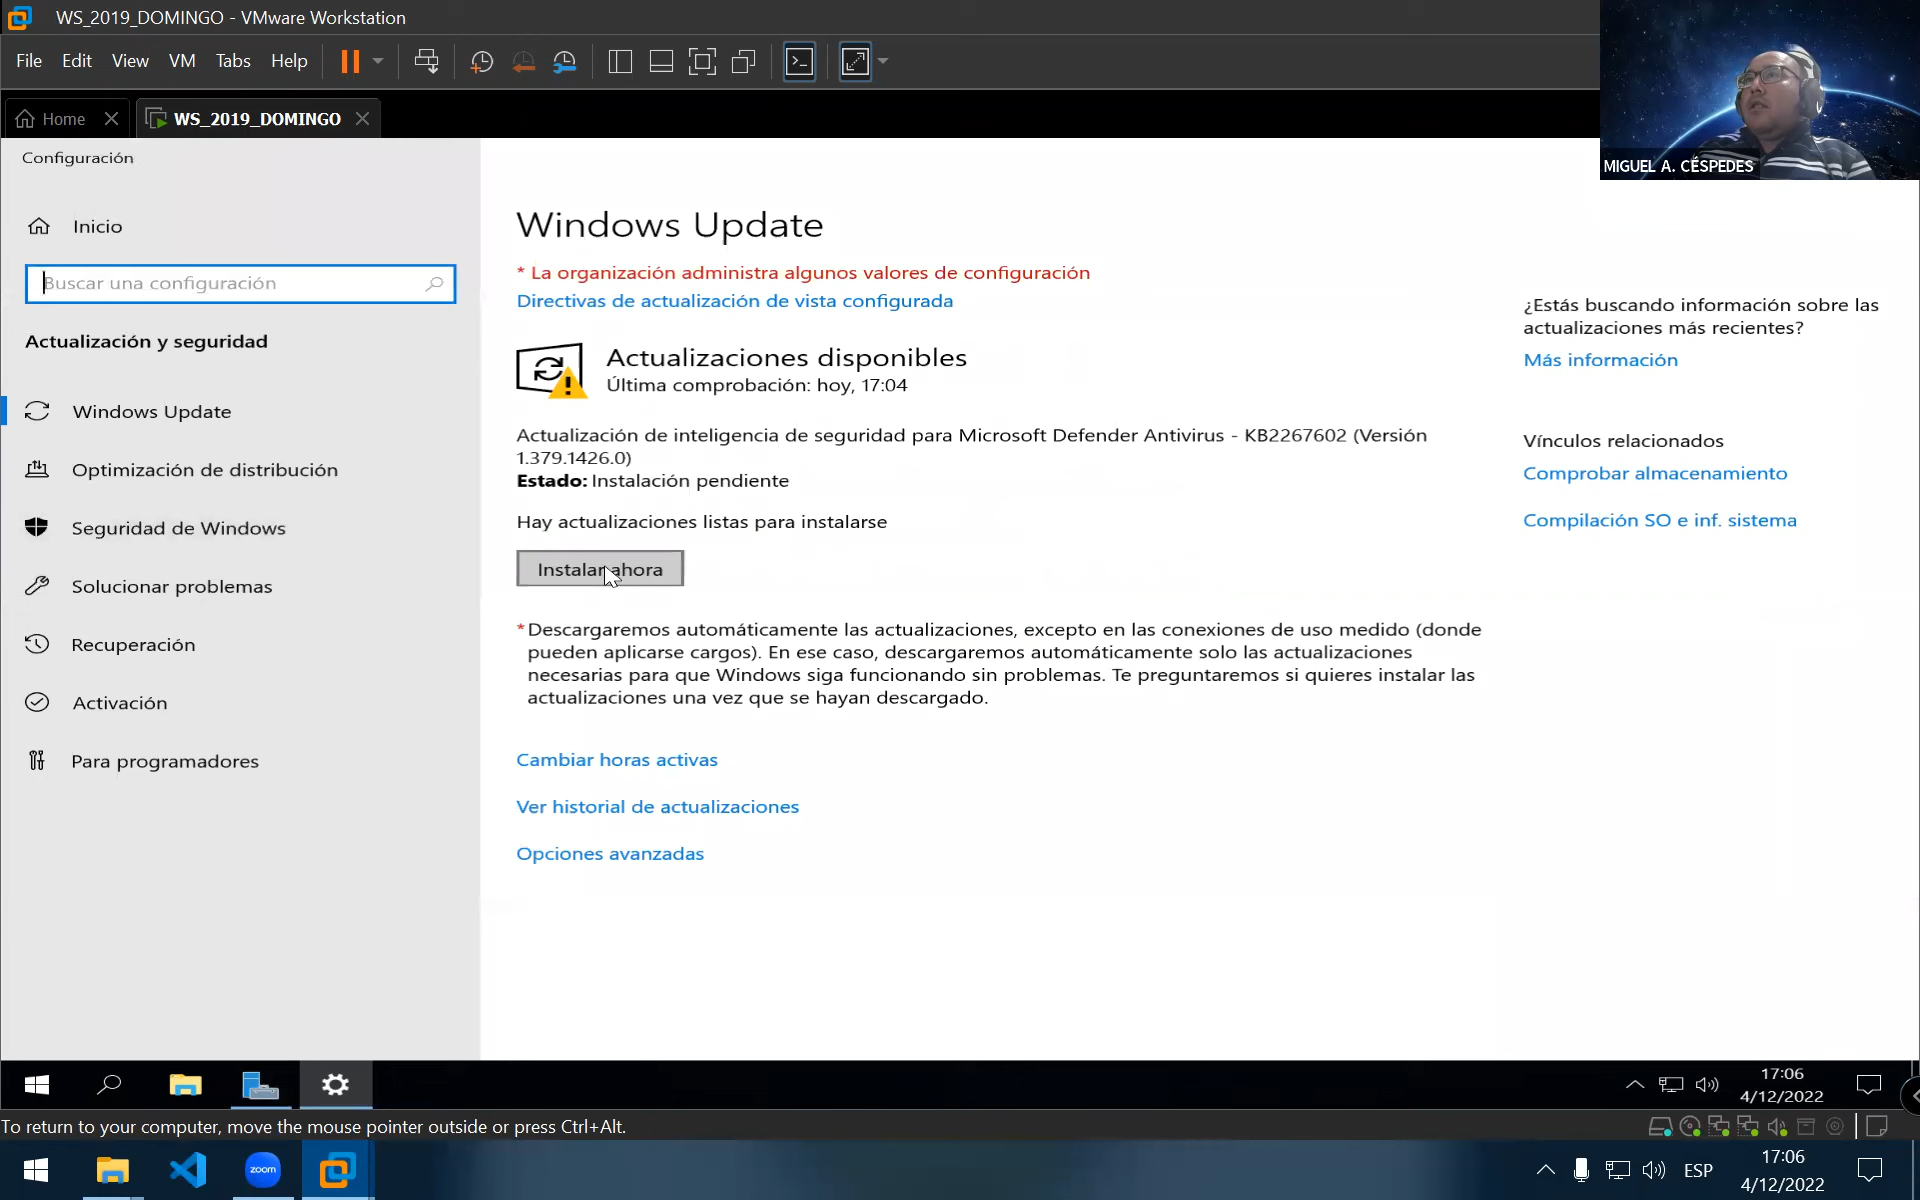 WS_2019_DOMINGO - VMware Workstation
File Edit View VM Tabs Help
Home WS_2019_DOMINGO
MIGUEL A. CÉSPEDES
Configuración
Inicio
Buscar una configuración
Actualización y seguridad
Windows Update
Optimización de distribución
Seguridad de Windows
Solucionar problemas
Recuperación
Activación
Para programadores
Windows Update
* La organización administra algunos valores de configuración
Directivas de actualización de vista configurada
Actualizaciones disponibles
Última comprobación: hoy, 17:04
Actualización de inteligencia de seguridad para Microsoft Defender Antivirus - KB2267602 (Versión
1.379.1426.0)
Estado: Instalación pendiente
Hay actualizaciones listas para instalarse
Instalar ahora
* Descargaremos automáticamente las actualizaciones, excepto en las conexiones de uso medido (donde
pueden aplicarse cargos). En ese caso, descargaremos automáticamente solo las actualizaciones
necesarias para que Windows siga funcionando sin problemas. Te preguntaremos si quieres instalar las
actualizaciones una vez que se hayan descargado.
Cambiar horas activas
Ver historial de actualizaciones
Opciones avanzadas
¿Estás buscando información sobre las
actualizaciones más recientes?
Más información
Vínculos relacionados
Comprobar almacenamiento
Compilación SO e inf. sistema
17:06
4/12/2022
To return to your computer, move the mouse pointer outside or press Ctrl+Alt.
zoom
ESP
17:06
4/12/2022